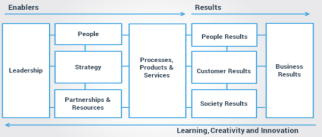 Enablers
Results
Leadership
People
Strategy
Partnerships &
Resources
Processes,
Products &
Services
People Results
Customer Results
Society Results
Business
Results
Learning, Creativity and Innovation